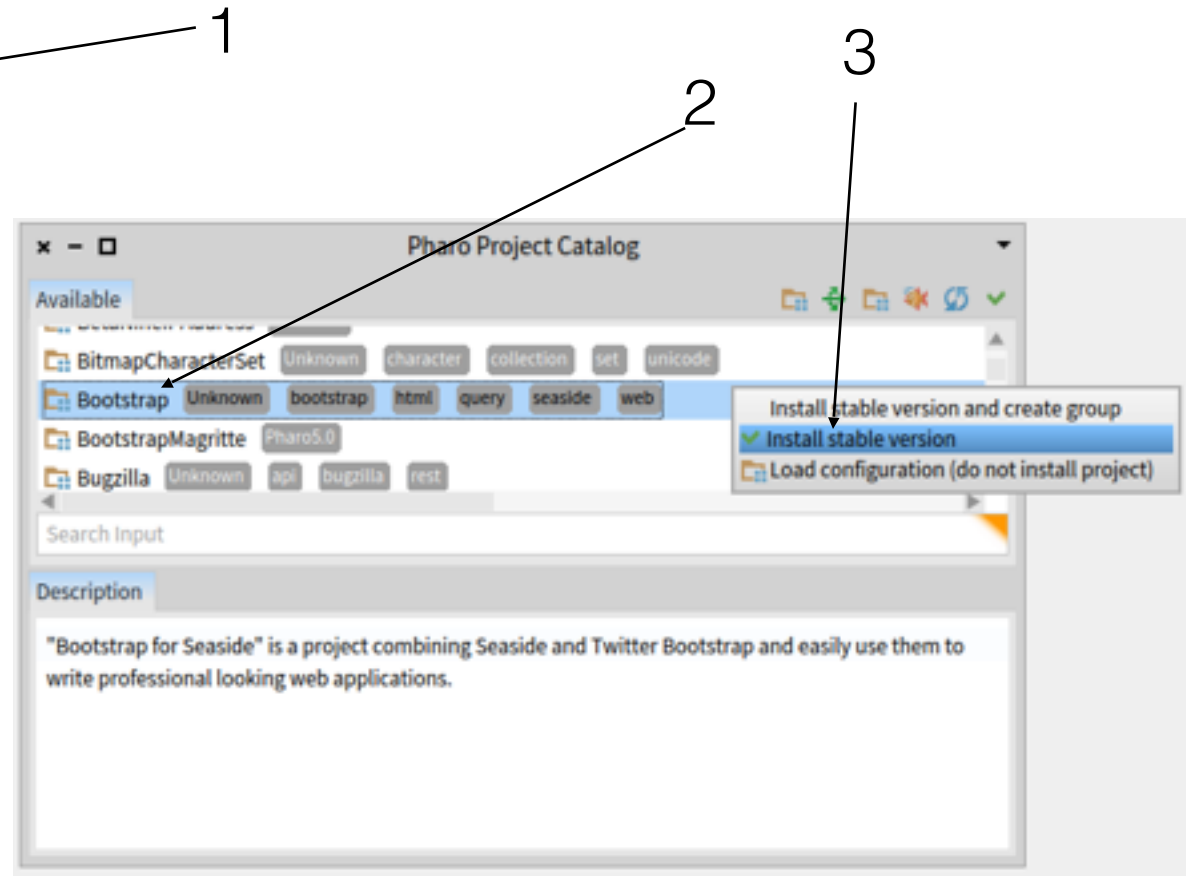 1
2
3
Pharo Project Catalog
Available
BitmapCharacterSet Unknown character collection set unicode
Bootstrap Unknown bootstrap html query seaside web
BootstrapMagritte Pharo5.0
Bugzilla Unknown api bugzilla rest
Install stable version and create group
Install stable version
Load configuration (do not install project)
Search Input
Description
"Bootstrap for Seaside" is a project combining Seaside and Twitter Bootstrap and easily use them to
write professional looking web applications.